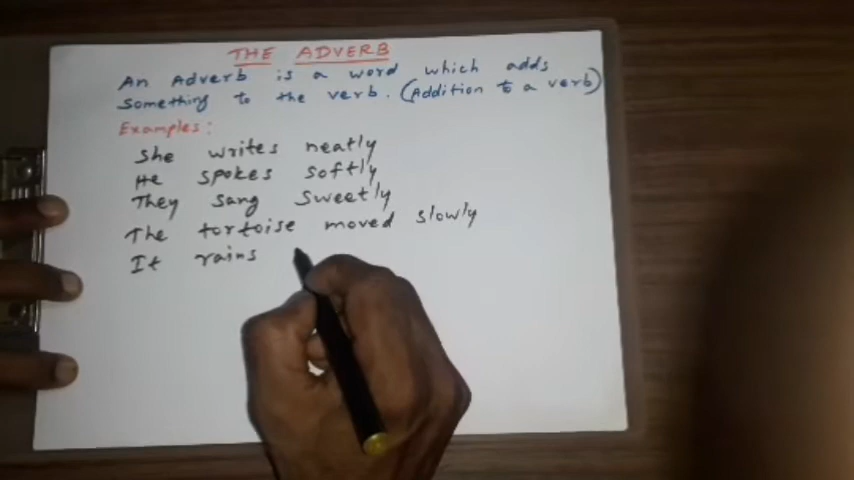 THE ADVERB
An Adverb is a word which adds
something to the verb. (Addition to a verb)
Examples:
She writes neatly
He spokes softly
They sang sweetly
The tortoise moved slowly
It rains